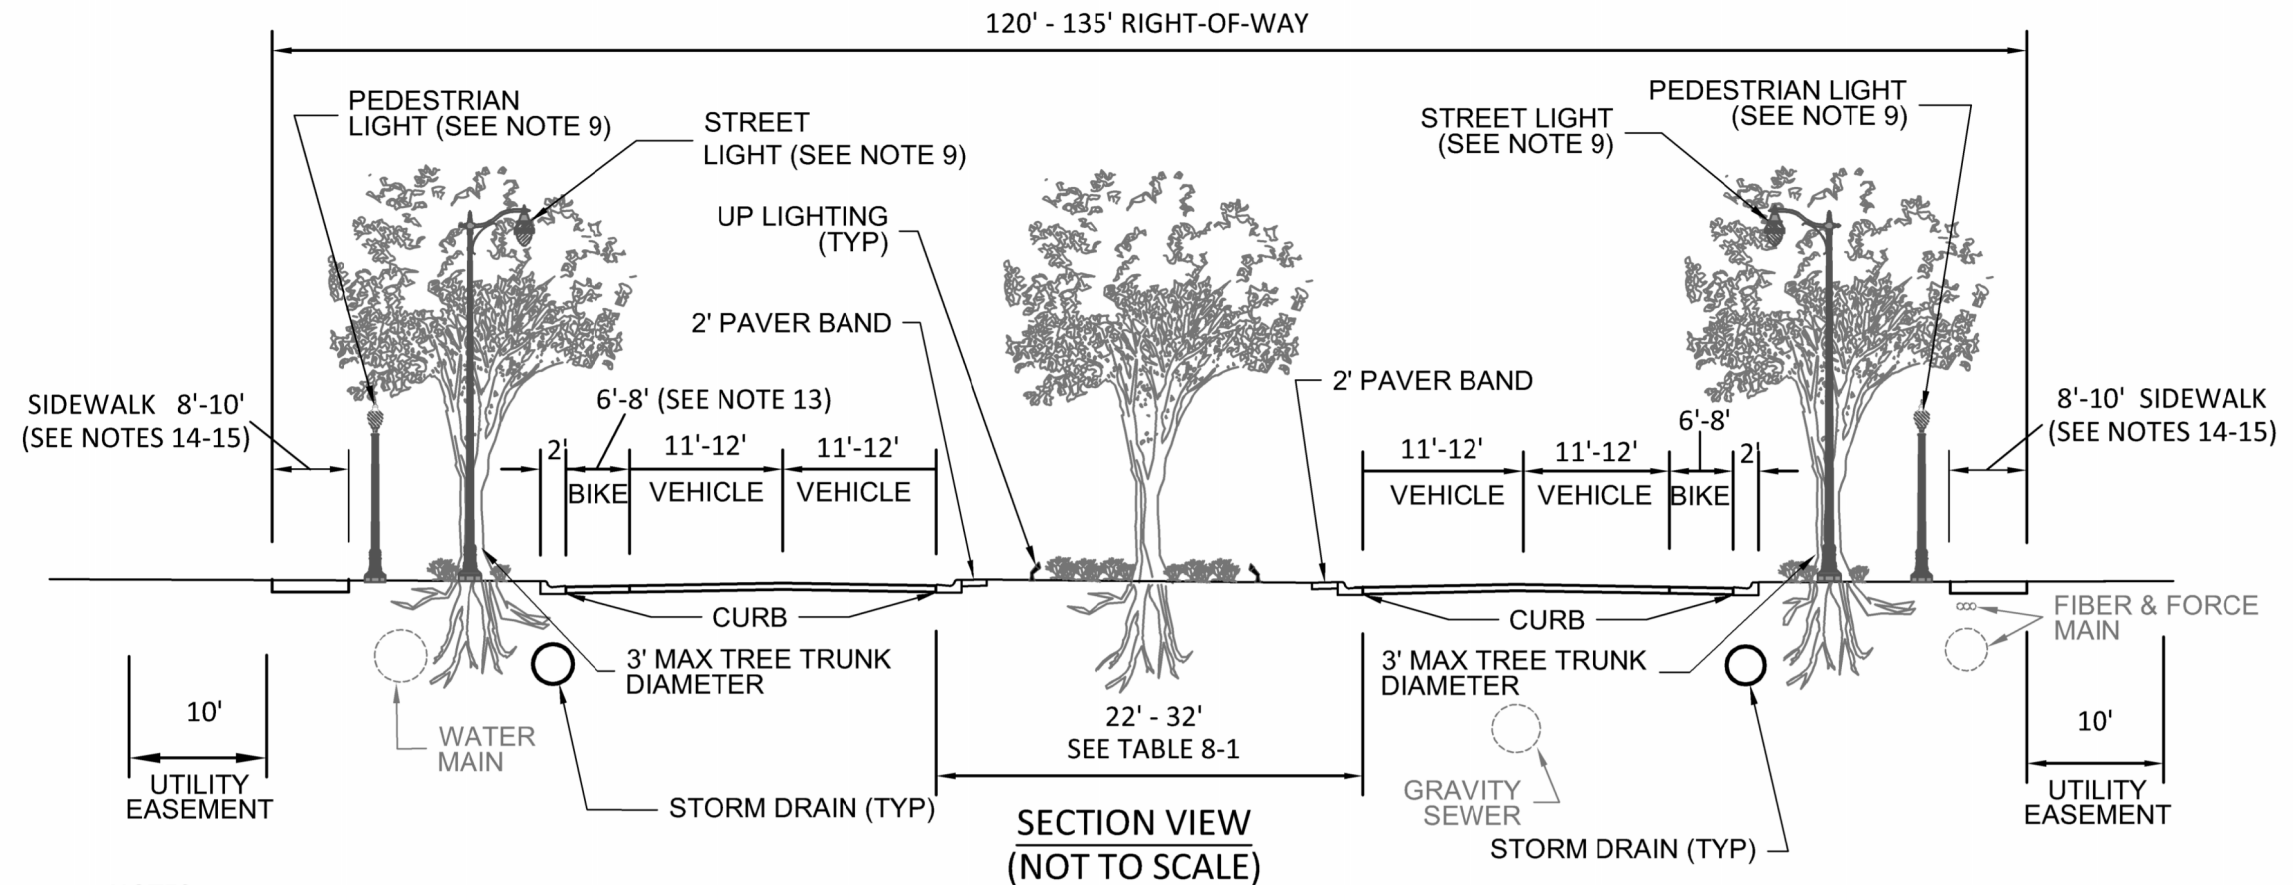 120' - 135' RIGHT-OF-WAY
PEDESTRIAN
LIGHT (SEE NOTE 9)
STREET
LIGHT (SEE NOTE 9)
UP LIGHTING
(TYP)
2' PAVER BAND
STREET LIGHT
(SEE NOTE 9)
PEDESTRIAN LIGHT
(SEE NOTE 9)
2' PAVER BAND
SIDEWALK 8'-10'
(SEE NOTES 14-15)
6'-8' (SEE NOTE 13)
2'
11'-12'
11'-12'
BIKE
VEHICLE
VEHICLE
11'-12'
11'-12'
6'-8'
2'
VEHICLE
VEHICLE
BIKE
8'-10' SIDEWALK
(SEE NOTES 14-15)
CURB
CURB
FIBER & FORCE
MAIN
3' MAX TREE TRUNK
DIAMETER
3' MAX TREE TRUNK
DIAMETER
10'
UTILITY
EASEMENT
WATER
MAIN
STORM DRAIN (TYP)
22' - 32'
SEE TABLE 8-1
GRAVITY
SEWER
STORM DRAIN (TYP)
10'
UTILITY
EASEMENT
SECTION VIEW
(NOT TO SCALE)